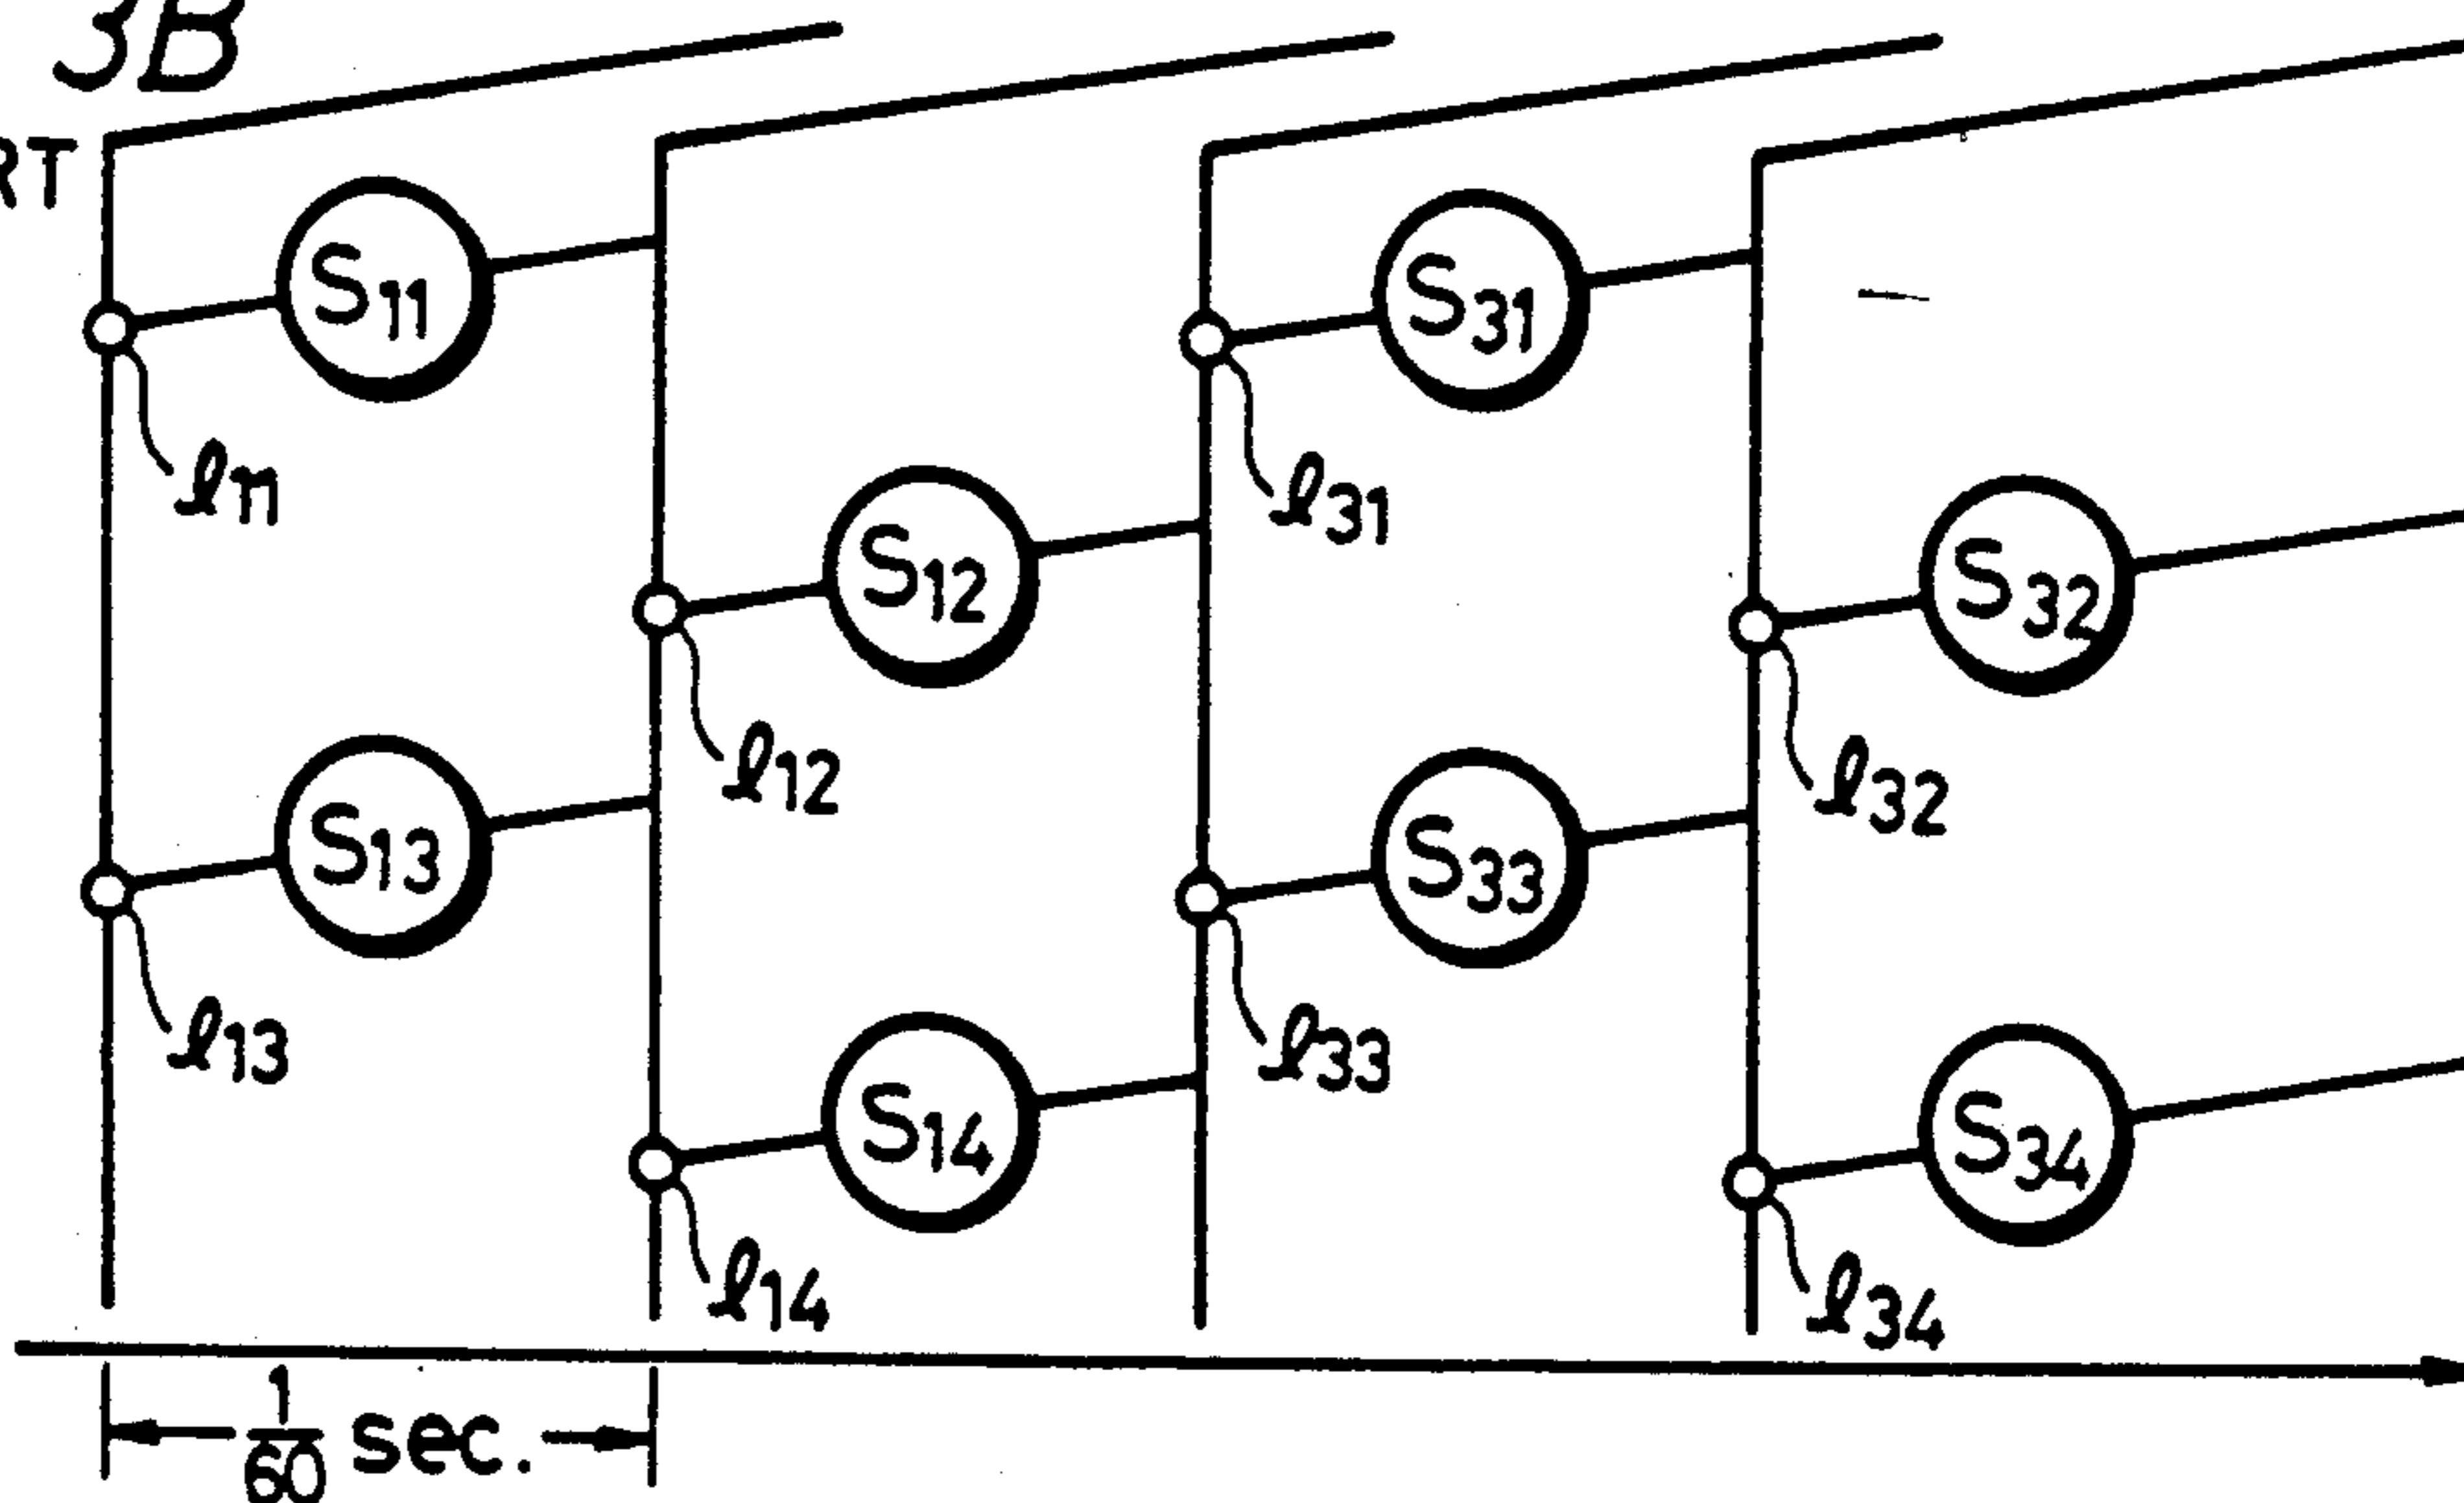 3B
RT
S11
S31
l11
l31
S12
S32
l12
l32
S13
S33
l13
l33
S14
S34
l14
l34
1/60 sec.